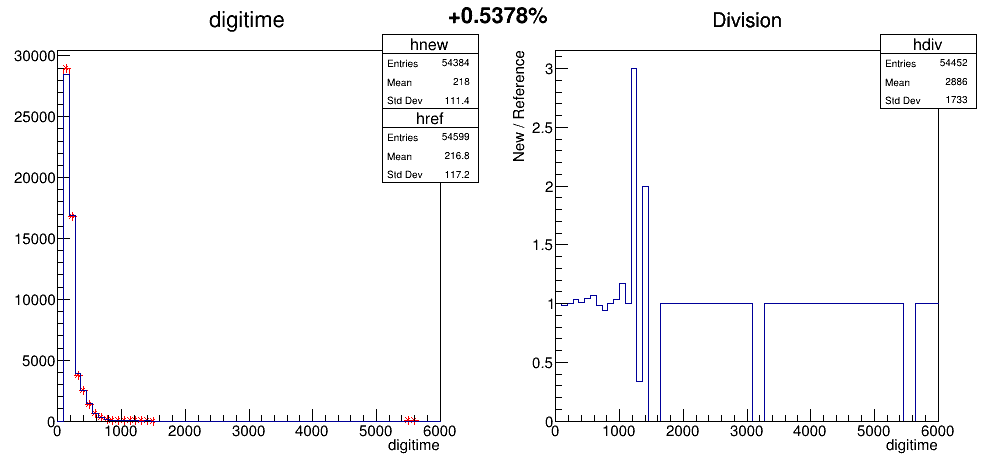 +0.5378%
digitime
hnew
Entries 54384
Mean 218
Std Dev 111.4
href
Entries 54599
Mean 216.8
Std Dev 117.2
30000
25000
20000
15000
10000
5000
0
0 1000 2000 3000 4000 5000 6000
digitime
Division
hdiv
Entries 54452
Mean 2886
Std Dev 1733
New / Reference
3
2.5
2
1.5
1
0.5
0
0 1000 2000 3000 4000 5000 6000
digitime